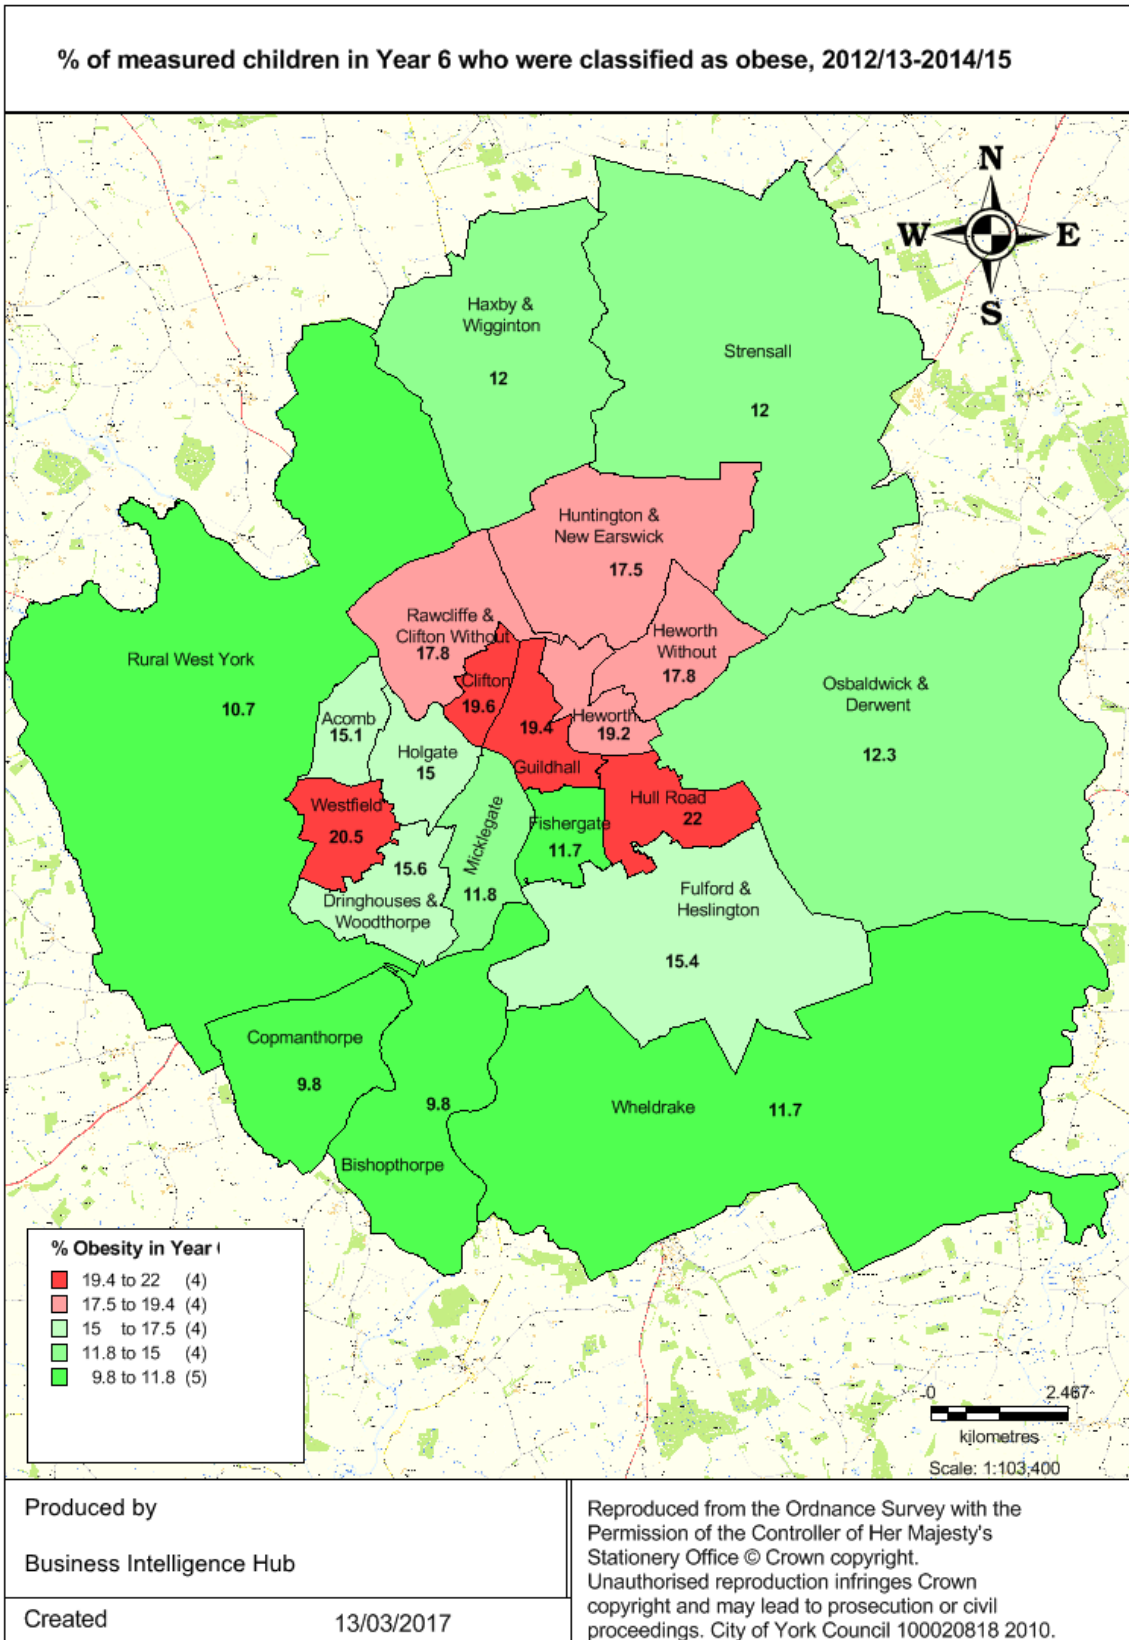 % of measured children in Year 6 who were classified as obese, 2012/13-2014/15
N
W
E
S
Haxby &
Wigginton
12
Strensall
12
Huntington &
New Earswick
17.5
Rawcliffe &
Clifton Without
17.8
Heworth
Without
17.8
Rural West York
10.7
Clifton
19.6
19.4
Guildhall
Heworth
19.2
Osbaldwick &
Derwent
12.3
Acomb
15.1
Holgate
15
Westfield
20.5
Micklegate
11.8
Fishergate
11.7
Hull Road
22
15.6
Dringhouses &
Woodthorpe
Fulford &
Heslington
15.4
Copmanthorpe
9.8
9.8
Bishopthorpe
Wheldrake
11.7
% Obesity in Year
19.4 to 22 (4)
17.5 to 19.4 (4)
15 to 17.5 (4)
11.8 to 15 (4)
9.8 to 11.8 (5)
0 2.467
kilometres
Scale: 1:103,400
Produced by
Business Intelligence Hub
Created 13/03/2017
Reproduced from the Ordnance Survey with the
Permission of the Controller of Her Majesty's
Stationery Office © Crown copyright.
Unauthorised reproduction infringes Crown
copyright and may lead to prosecution or civil
proceedings. City of York Council 100020818 2010.